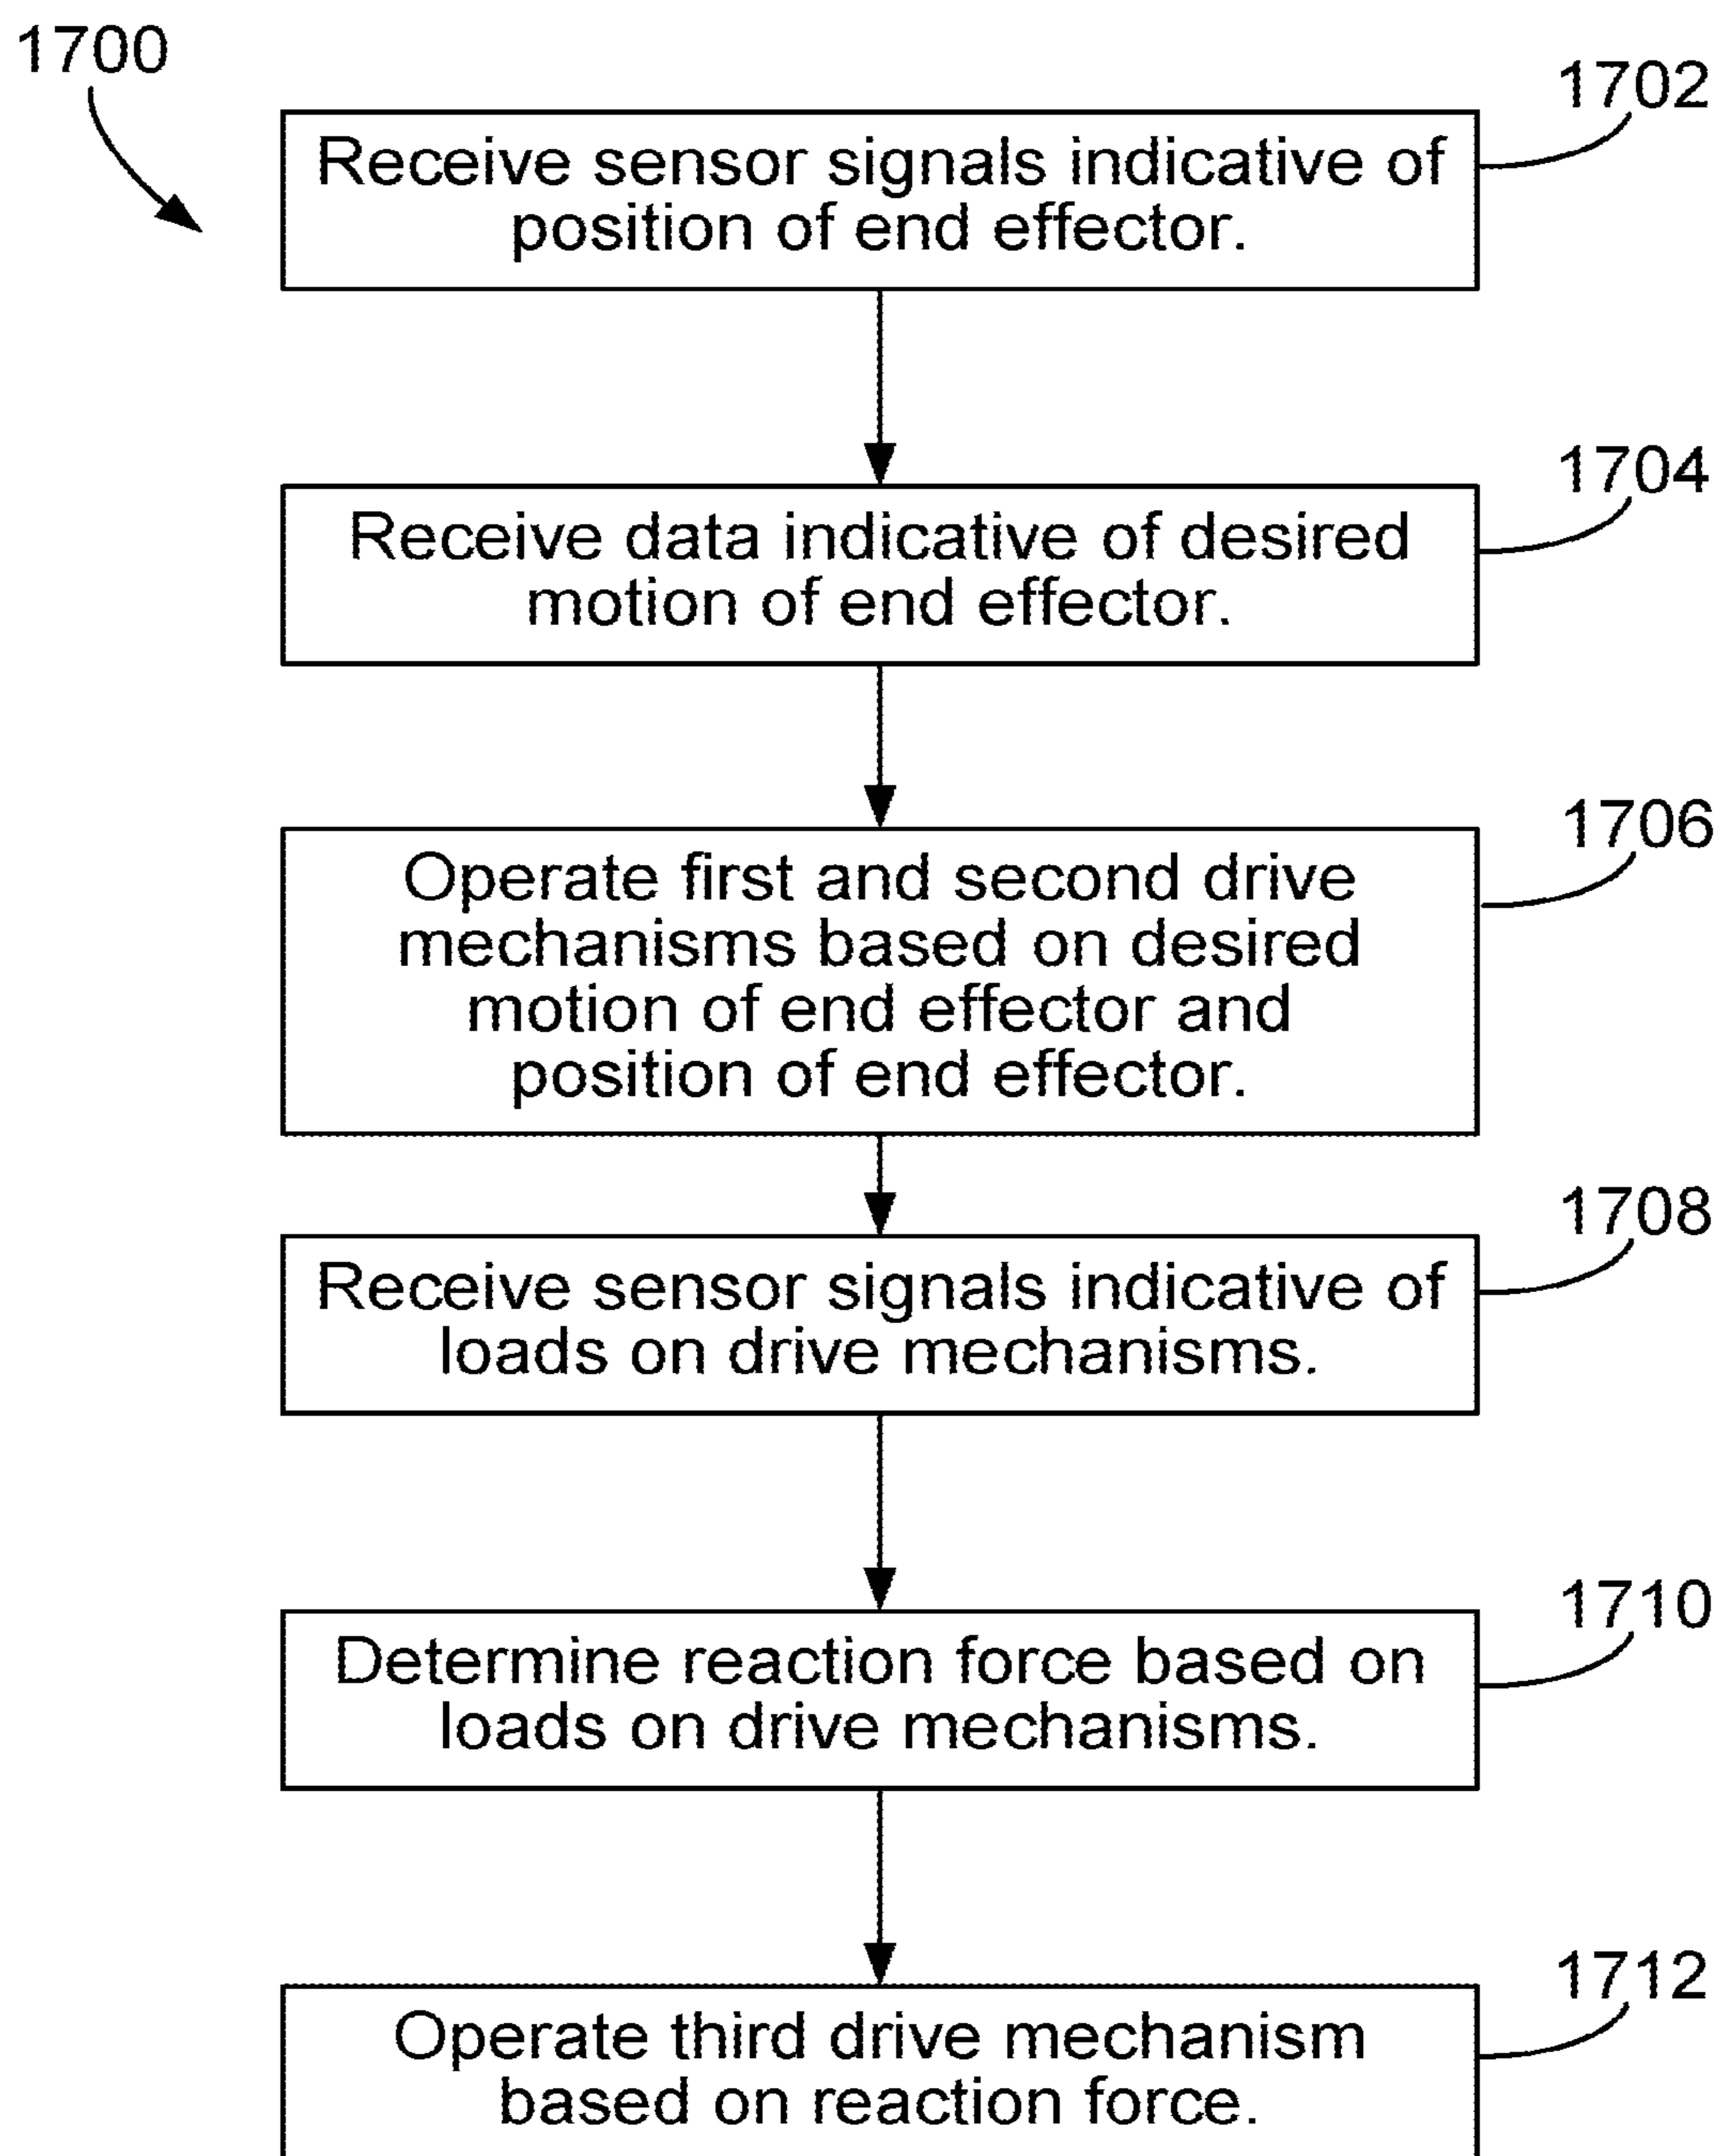 1700
1702
Receive sensor signals indicative of
position of end effector.
1704
Receive data indicative of desired
motion of end effector.
1706
Operate first and second drive
mechanisms based on desired
motion of end effector and
position of end effector.
1708
Receive sensor signals indicative of
loads on drive mechanisms.
1710
Determine reaction force based on
loads on drive mechanisms.
1712
Operate third drive mechanism
based on reaction force.